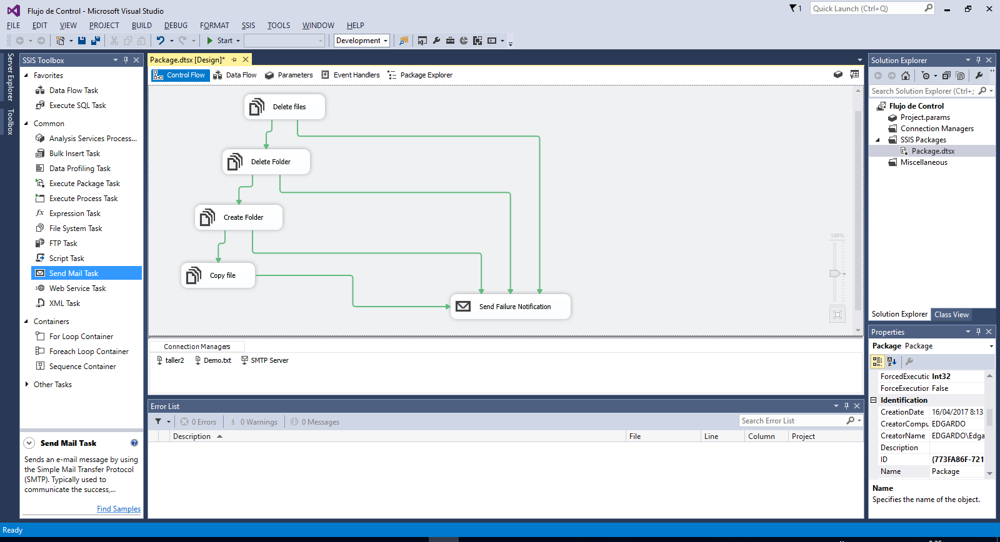 Flujo de Control - Microsoft Visual Studio
1
Quick Launch (Ctrl+Q)
FILE EDIT VIEW PROJECT BUILD DEBUG FORMAT SSIS TOOLS WINDOW HELP
Start
Development
Server Explorer
Toolbox
SSIS Toolbox
Favorites
Data Flow Task
Execute SQL Task
Common
Analysis Services Process...
Bulk Insert Task
Data Profiling Task
Execute Package Task
Execute Process Task
Expression Task
File System Task
FTP Task
Script Task
Send Mail Task
Web Service Task
XML Task
Containers
For Loop Container
Foreach Loop Container
Sequence Container
Other Tasks
Send Mail Task
Sends an e-mail message by using
the Simple Mail Transfer Protocol
(SMTP). Typically used to
communicate the success,...
Find Samples
Package.dtsx [Design]*
Control Flow Data Flow Parameters Event Handlers Package Explorer
Delete files
Delete Folder
Create Folder
Copy file
Send Failure Notification
100%
Connection Managers
taller2 Demo.txt SMTP Server
Error List
0 Errors 0 Warnings 0 Messages
Search Error List
Description File Line Column Project
Solution Explorer
Search Solution Explorer (Ctrl+;
Flujo de Control
Project.params
Connection Managers
SSIS Packages
Package.dtsx
Miscellaneous
Solution Explorer Class View
Properties
Package Package
ForcedExecutic Int32
ForceExecution False
Identification
CreationDate 16/04/2017 8:13
CreatorCompu EDGARDO
CreatorName EDGARDO\Edga
Description
ID {773FA86F-721
Name Package
Name
Specifies the name of the object.
Ready